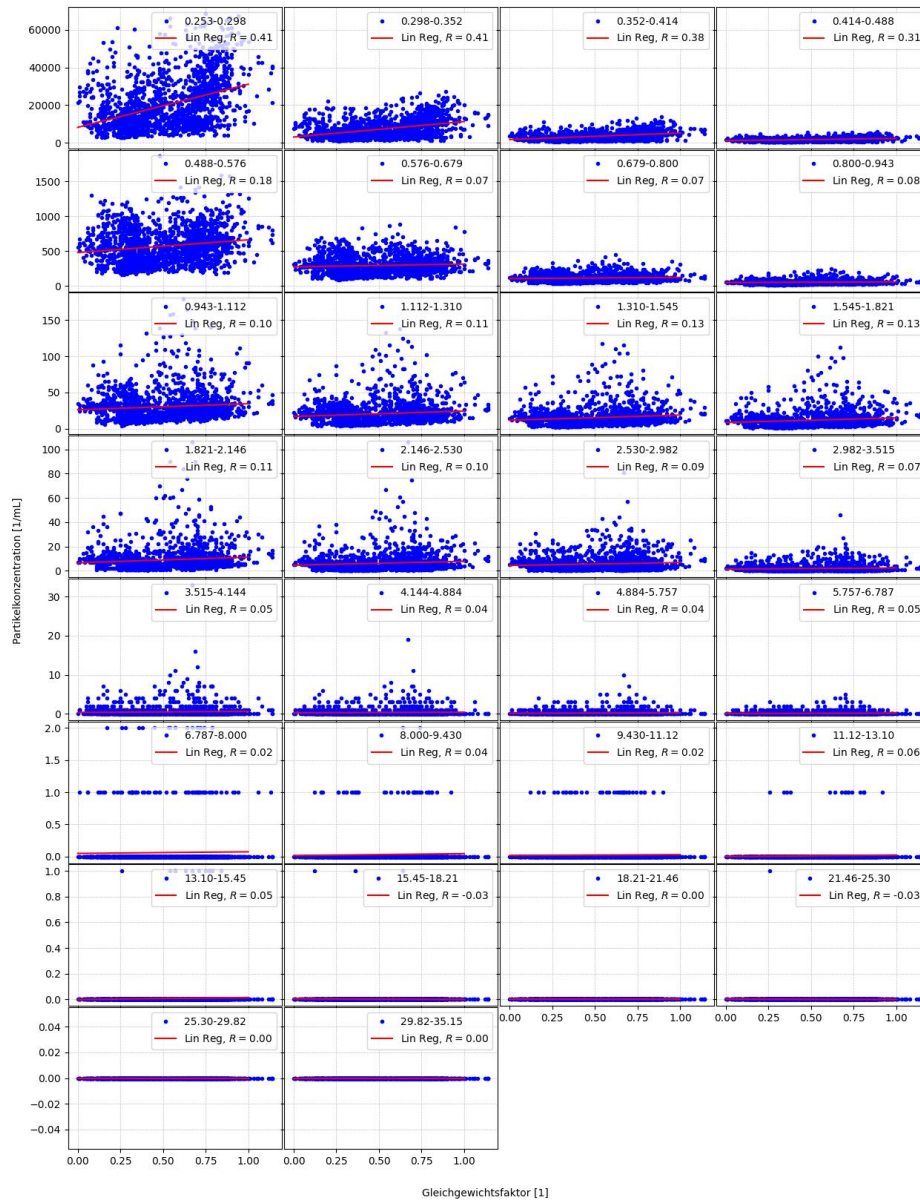 0.253-0.298
Lin Reg, R = 0.41
0.298-0.352
Lin Reg, R = 0.41
0.352-0.414
Lin Reg, R = 0.38
0.414-0.488
Lin Reg, R = 0.31
60000
40000
20000
0
0.488-0.576
Lin Reg, R = 0.18
0.576-0.679
Lin Reg, R = 0.07
0.679-0.800
Lin Reg, R = 0.07
0.800-0.943
Lin Reg, R = 0.08
1500
1000
500
0
0.943-1.112
Lin Reg, R = 0.10
1.112-1.310
Lin Reg, R = 0.11
1.310-1.545
Lin Reg, R = 0.13
1.545-1.821
Lin Reg, R = 0.13
150
100
50
0
1.821-2.146
Lin Reg, R = 0.11
2.146-2.530
Lin Reg, R = 0.10
2.530-2.982
Lin Reg, R = 0.09
2.982-3.515
Lin Reg, R = 0.07
100
80
60
40
20
0
Partikelkonzentration [1/mL]
3.515-4.144
Lin Reg, R = 0.05
4.144-4.884
Lin Reg, R = 0.04
4.884-5.757
Lin Reg, R = 0.04
5.757-6.787
Lin Reg, R = 0.05
30
20
10
0
6.787-8.000
Lin Reg, R = 0.02
8.000-9.430
Lin Reg, R = 0.04
9.430-11.12
Lin Reg, R = 0.02
11.12-13.10
Lin Reg, R = 0.06
2.0
1.5
1.0
0.5
0.0
13.10-15.45
Lin Reg, R = 0.05
15.45-18.21
Lin Reg, R = -0.03
18.21-21.46
Lin Reg, R = 0.00
21.46-25.30
Lin Reg, R = -0.03
1.0
0.8
0.6
0.4
0.2
0.0
0.00 0.25 0.50 0.75 1.00
0.00 0.25 0.50 0.75 1.00
25.30-29.82
Lin Reg, R = 0.00
29.82-35.15
Lin Reg, R = 0.00
0.04
0.02
0.00
−0.02
−0.04
0.00 0.25 0.50 0.75 1.00
0.00 0.25 0.50 0.75 1.00
Gleichgewichtsfaktor [1]